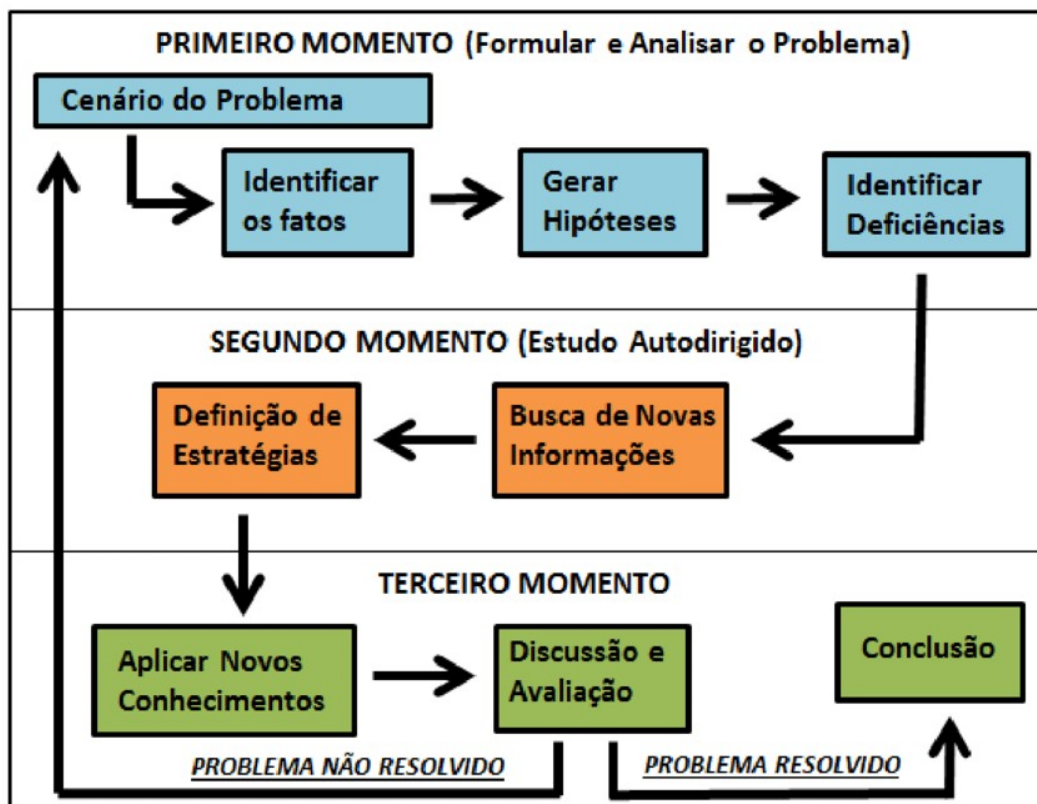 PRIMEIRO MOMENTO (Formular e Analisar o Problema)
Cenário do Problema
Identificar
os fatos
Gerar
Hipóteses
Identificar
Deficiências
SEGUNDO MOMENTO (Estudo Autodirigido)
Definição de
Estratégias
Busca de Novas
Informações
TERCEIRO MOMENTO
Aplicar Novos
Conhecimentos
Discussão e
Avaliação
Conclusão
PROBLEMA NÃO RESOLVIDO
PROBLEMA RESOLVIDO